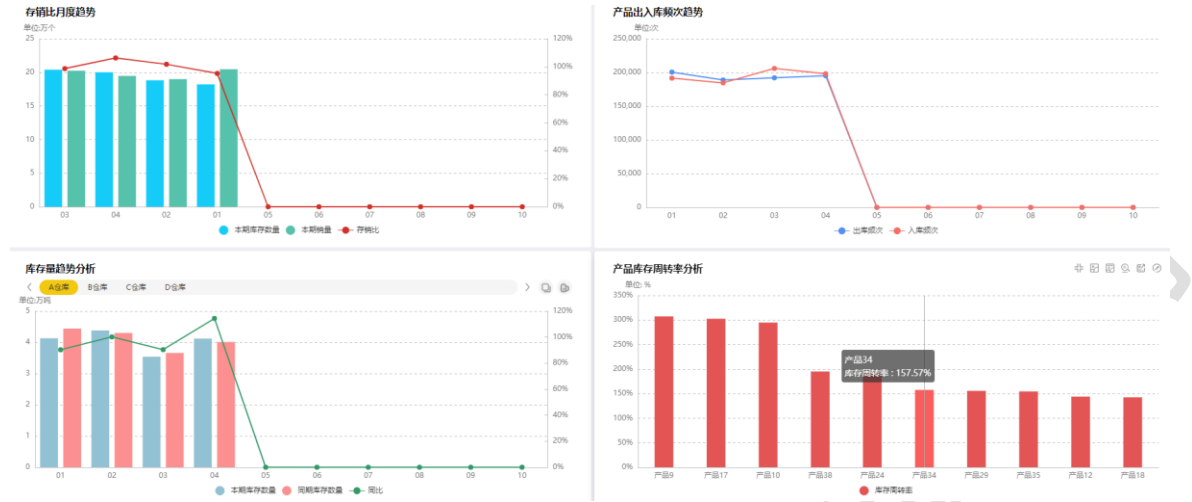 存销比月度趋势
单位:万个
25
20
15
10
5
0
120%
100%
80%
60%
40%
20%
0%
03 04 02 01 05 06 07 08 09 10
本期库存数量 本期销量 存销比
产品出入库频次趋势
单位:次
250,000
200,000
150,000
100,000
50,000
0
01 02 03 04 05 06 07 08 09 10
出库频次 入库频次
库存量趋势分析
A仓库 B仓库 C仓库 D仓库
单位:万吨
5
4
3
2
1
0
120%
100%
80%
60%
40%
20%
0%
01 02 03 04 05 06 07 08 09 10
本期库存数量 同期库存数量 同比
产品库存周转率分析
单位: %
350%
300%
250%
200%
150%
100%
50%
0%
产品34
库存周转率 : 157.57%
产品9 产品17 产品10 产品38 产品24 产品34 产品29 产品35 产品12 产品18
库存周转率